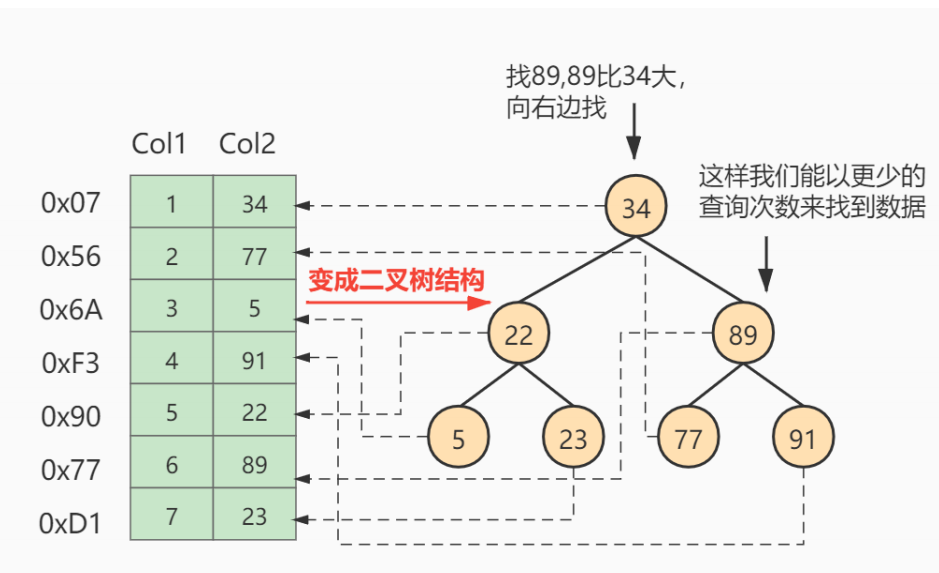 找89,89比34大，
向右边找
Col1 Col2
这样我们能以更少的
查询次数来找到数据
0x07 1 34
34
0x56 2 77
变成二叉树结构
0x6A 3 5
22 89
0xF3 4 91
0x90 5 22
5 23 77 91
0x77 6 89
0xD1 7 23